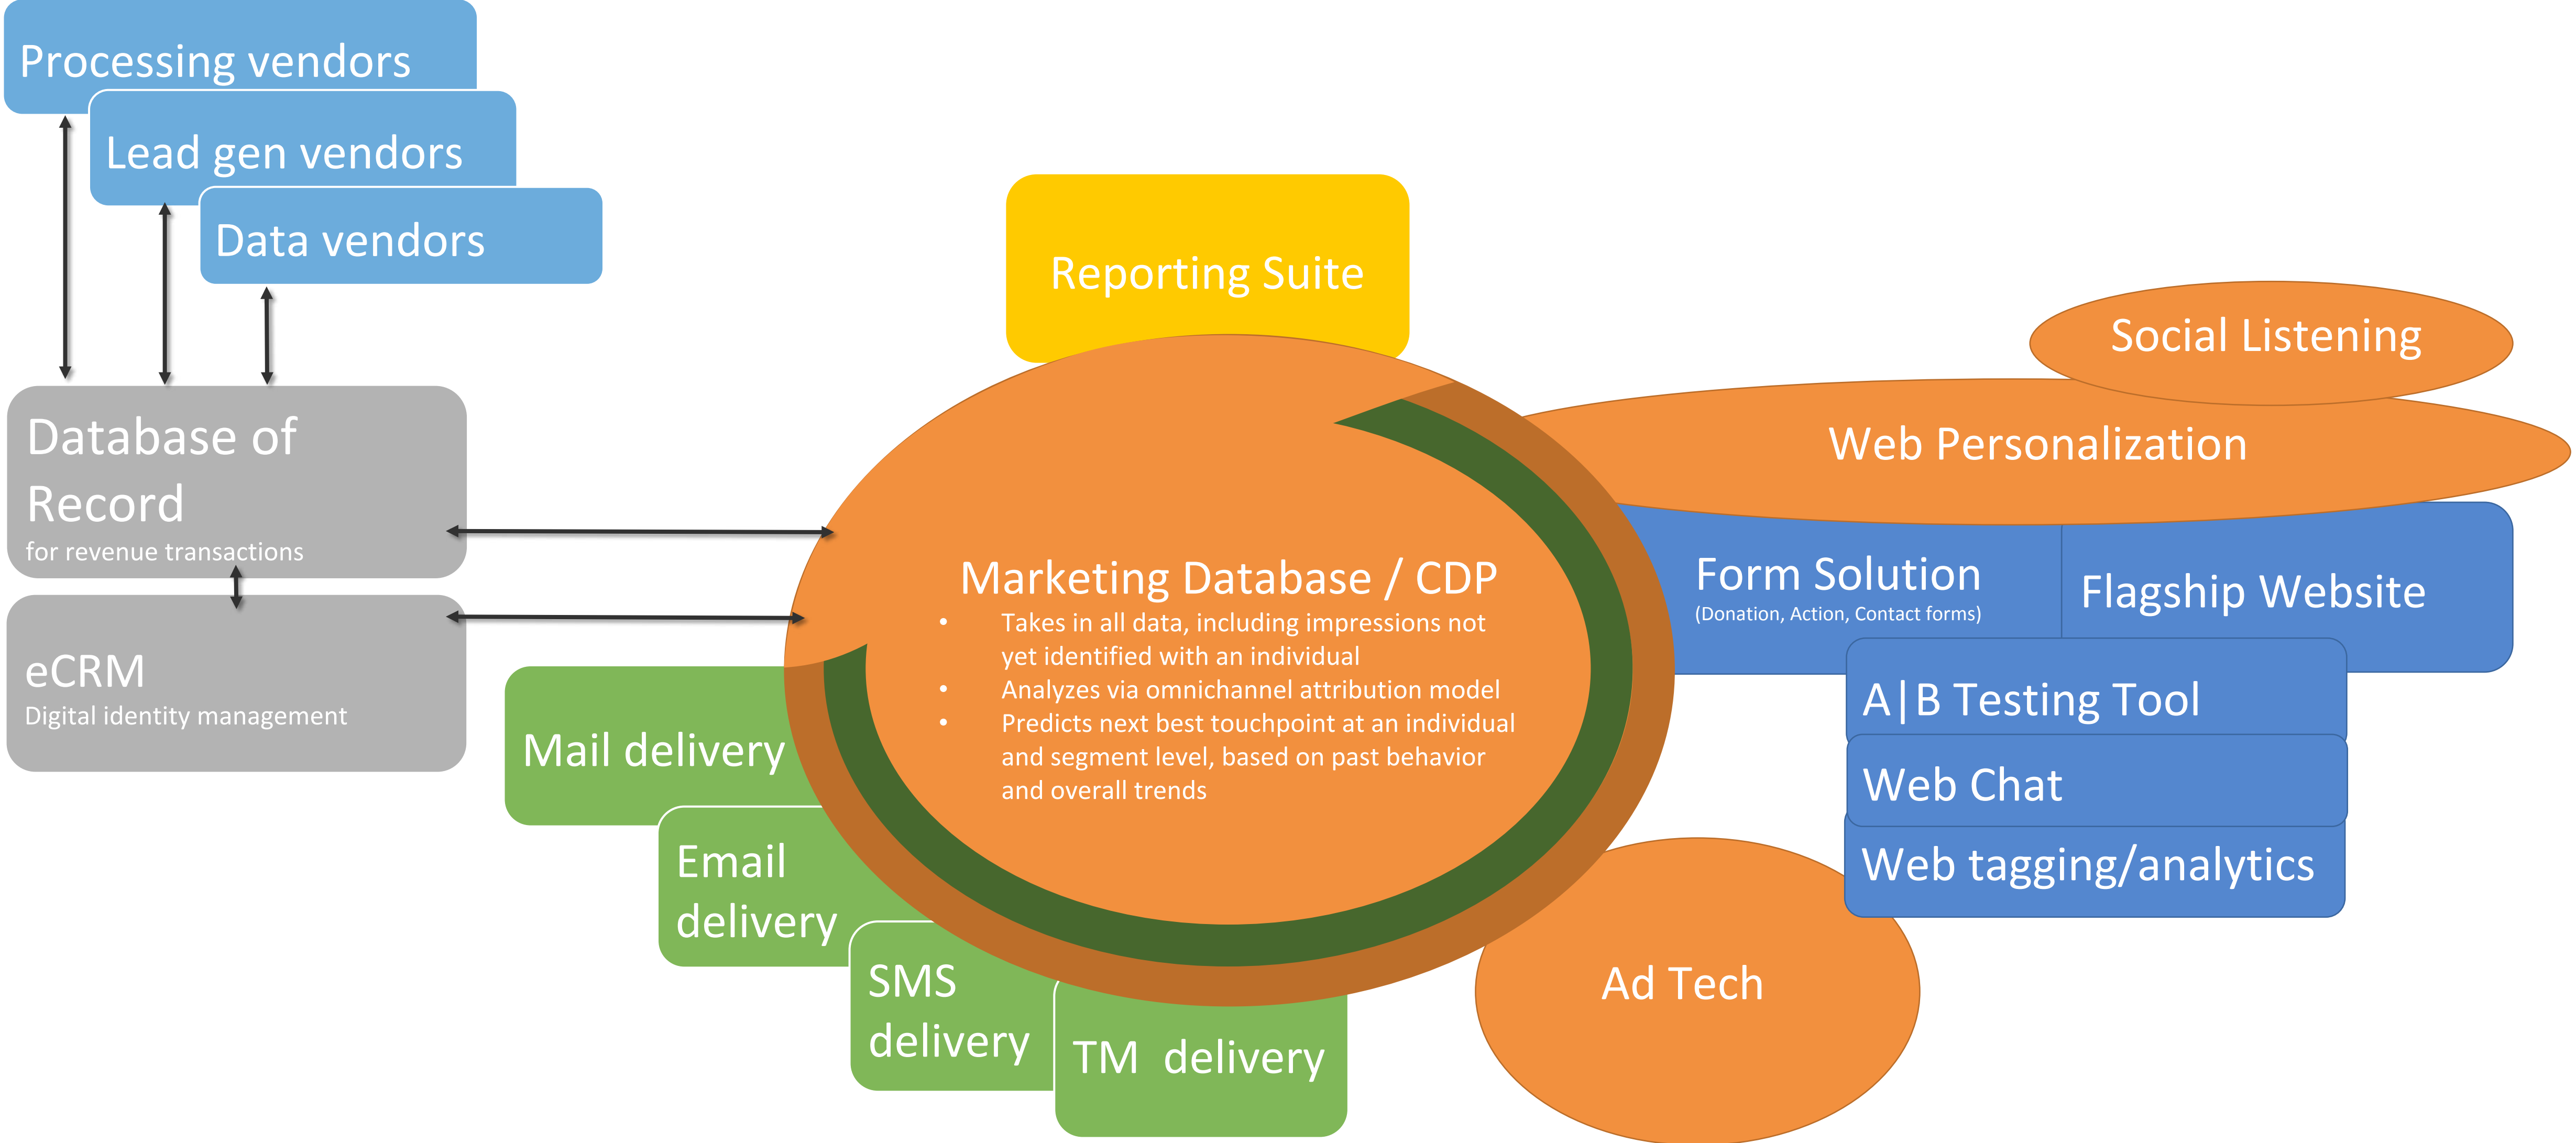 Processing vendors
Lead gen vendors
Data vendors
Reporting Suite
Social Listening
Web Personalization
Database of
Record
for revenue transactions
eCRM
Digital identity management
Marketing Database / CDP
• Takes in all data, including impressions not
yet identified with an individual
• Analyzes via omnichannel attribution model
• Predicts next best touchpoint at an individual
and segment level, based on past behavior
and overall trends
Form Solution
(Donation, Action, Contact forms)
Flagship Website
A|B Testing Tool
Web Chat
Web tagging/analytics
Mail delivery
Email
delivery
SMS
delivery
TM delivery
Ad Tech